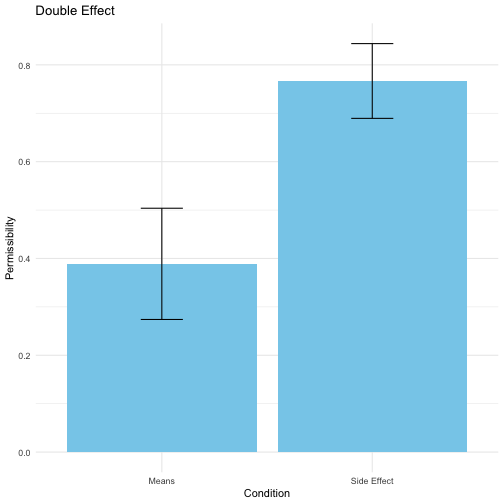 Double Effect
Permissibility
0.8
0.6
0.4
0.2
0.0
Means Side Effect
Condition